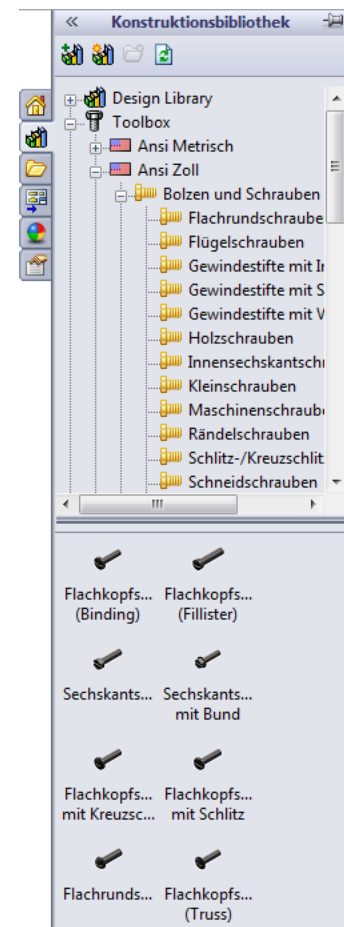 Konstruktionsbibliothek
Design Library
Toolbox
Ansi Metrisch
Ansi Zoll
Bolzen und Schrauben
Flachrundschraube
Flügelschrauben
Gewindestifte mit Ir
Gewindestifte mit S
Gewindestifte mit V
Holzschrauben
Innensechskantschr
Kleinschrauben
Maschinenschraub
Rändelschrauben
Schlitz-/Kreuzschlit
Schneidschrauben
Flachkopfs... Flachkopfs...
(Binding) (Fillister)
Sechskants... Sechskants...
mit Bund
Flachkopfs... Flachkopfs...
mit Kreuzsc... mit Schlitz
Flachrunds... Flachkopfs...
(Truss)